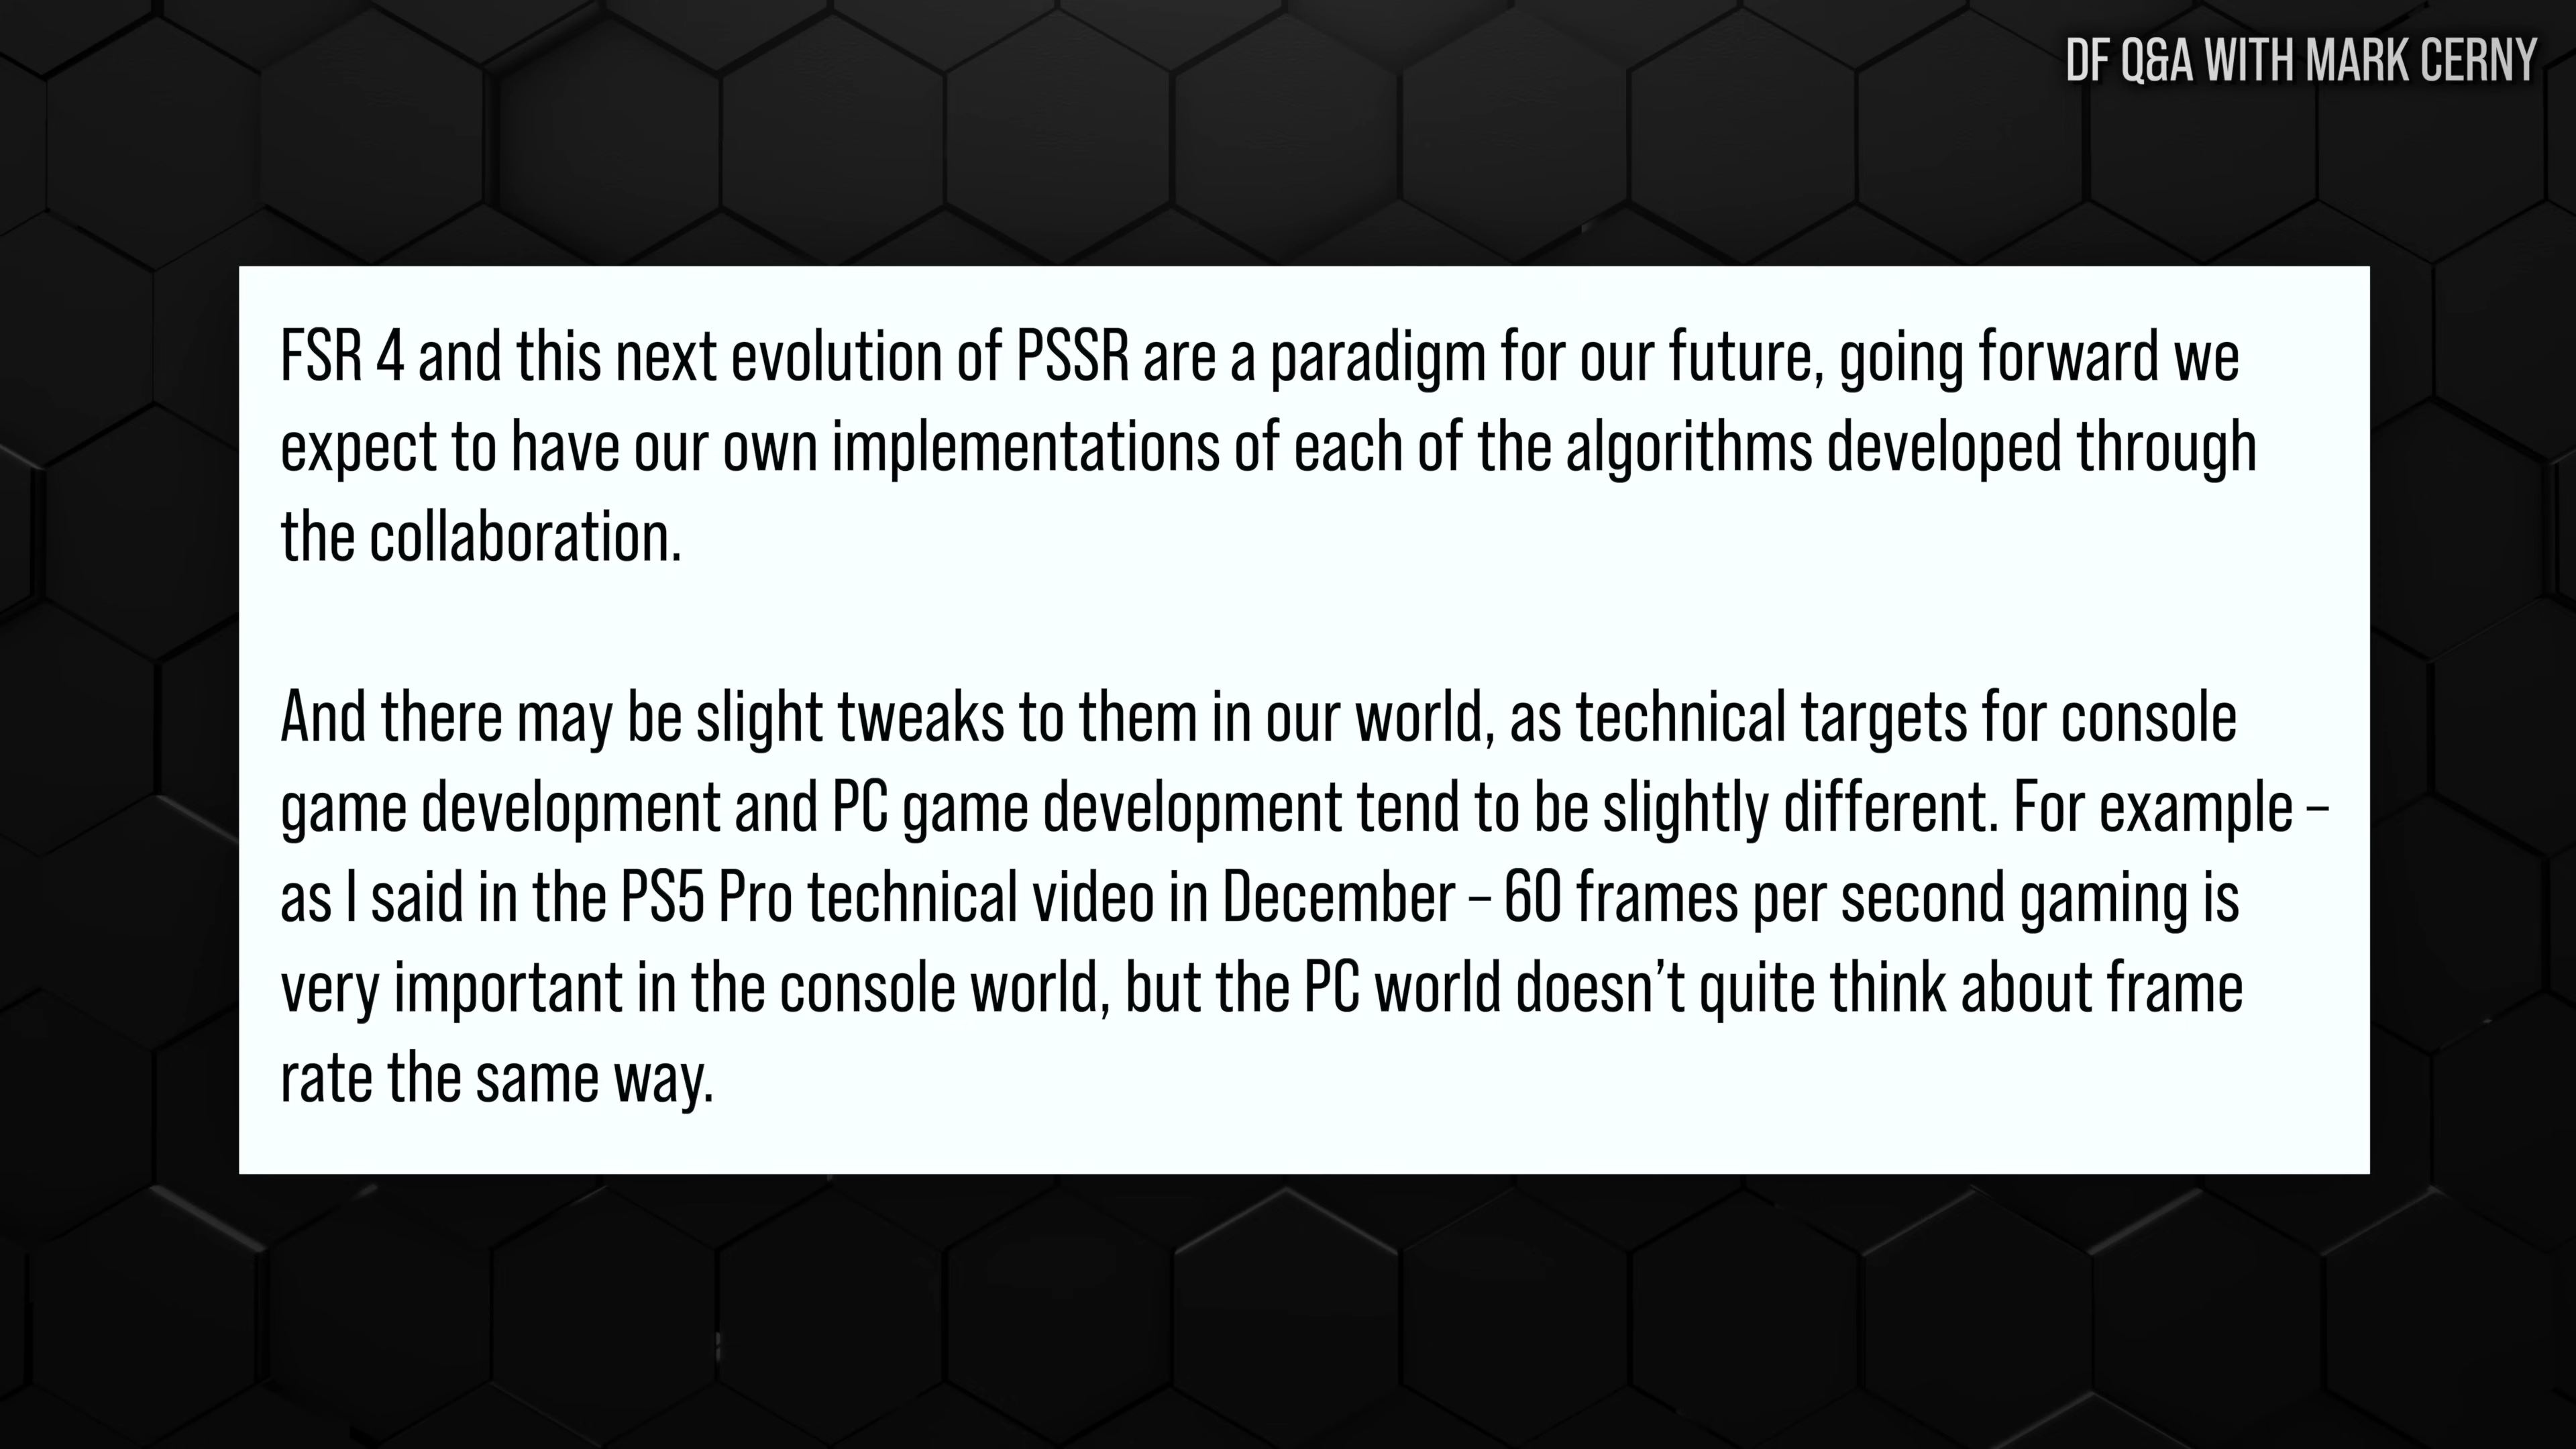 DF Q&A WITH MARK CERNY
FSR 4 and this next evolution of PSSR are a paradigm for our future, going forward we
expect to have our own implementations of each of the algorithms developed through
the collaboration.
And there may be slight tweaks to them in our world, as technical targets for console
game development and PC game development tend to be slightly different. For example –
as I said in the PS5 Pro technical video in December – 60 frames per second gaming is
very important in the console world, but the PC world doesn’t quite think about frame
rate the same way.